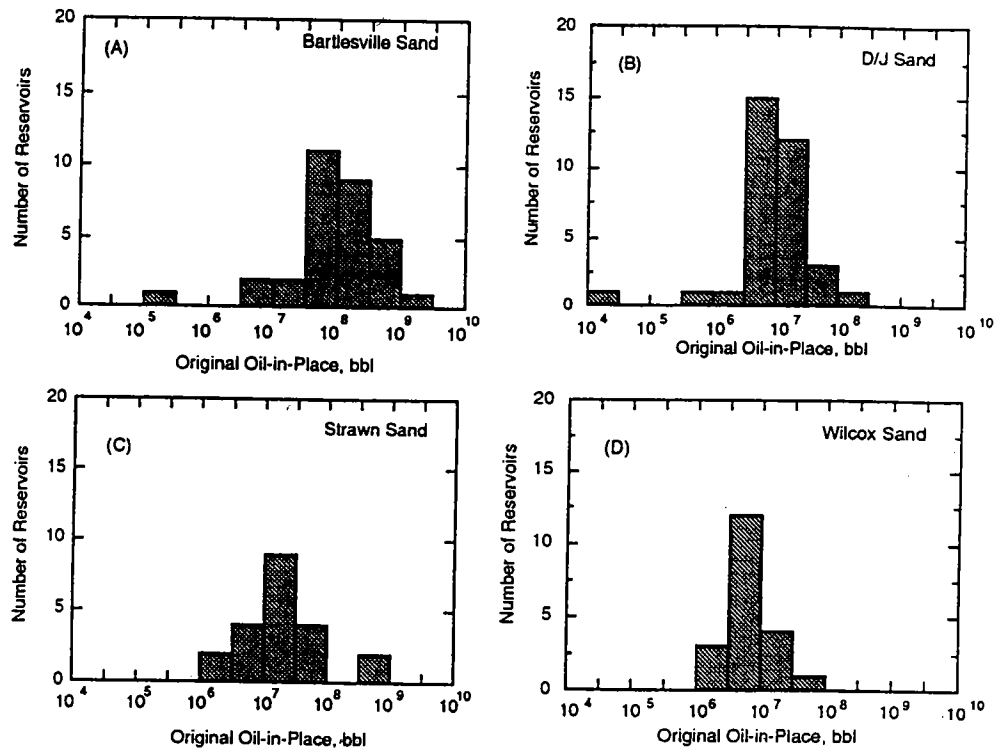 20
15
10
5
0
Number of Reservoirs
(A)
Bartlesville Sand
10^4 10^5 10^6 10^7 10^8 10^9 10^10
Original Oil-in-Place, bbl
20
15
10
5
0
Number of Reservoirs
(B)
D/J Sand
10^4 10^5 10^6 10^7 10^8 10^9 10^10
Original Oil-in-Place, bbl
20
15
10
5
0
Number of Reservoirs
(C)
Strawn Sand
10^4 10^5 10^6 10^7 10^8 10^9 10^10
Original Oil-in-Place, bbl
20
15
10
5
0
Number of Reservoirs
(D)
Wilcox Sand
10^4 10^5 10^6 10^7 10^8 10^9 10^10
Original Oil-in-Place, bbl